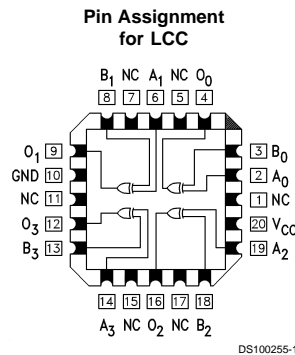 Pin Assignment
for LCC
B1 NC A1 NC O0
8 7 6 5 4
O1 9
GND 10
NC 11
O3 12
B3 13
3 B0
2 A0
1 NC
20 VCC
19 A2
14 15 16 17 18
A3 NC O2 NC B2
DS100255-1